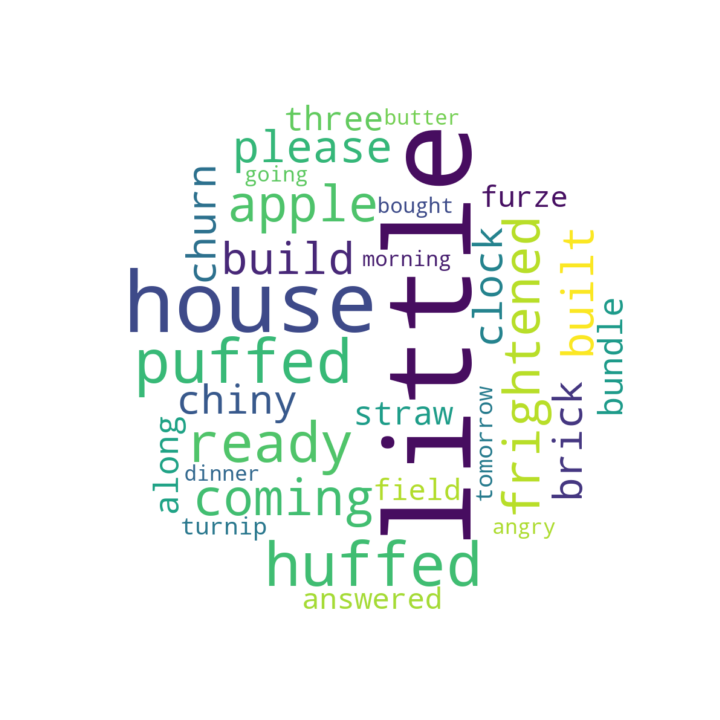 three
butter
please
going
apple
bought
furze
churn
build
morning
little
clock
frightened
built
house
puffed
bundle
chiny
straw
tomorrow
brick
ready
along
dinner
coming
field
turnip
angry
huffed
answered